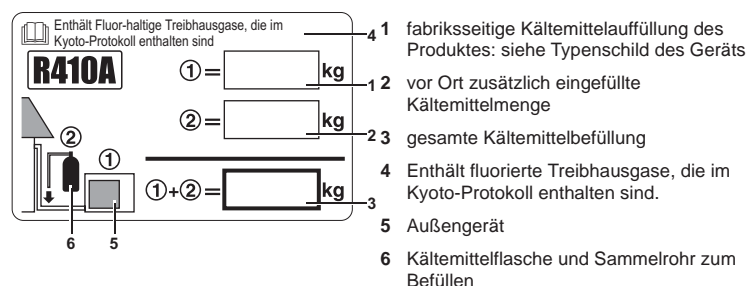 Enthält Fluor-haltige Treibhausgase, die im
Kyoto-Protokoll enthalten sind
4
R410A
① =
kg
1
② =
kg
2
②
①
①+② =
kg
3
6
5
1 fabriksseitige Kältemittelauffüllung des
Produktes: siehe Typenschild des Geräts
2 vor Ort zusätzlich eingefüllte
Kältemittelmenge
3 gesamte Kältemittelbefüllung
4 Enthält fluorierte Treibhausgase, die im
Kyoto-Protokoll enthalten sind.
5 Außengerät
6 Kältemittelflasche und Sammelrohr zum
Befüllen